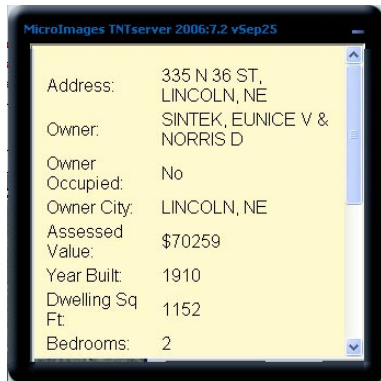 MicroImages TNTserver 2006:7.2 vSep25
Address: 335 N 36 ST,
LINCOLN, NE
Owner: SINTEK, EUNICE V &
NORRIS D
Owner
Occupied: No
Owner City: LINCOLN, NE
Assessed
Value: $70259
Year Built: 1910
Dwelling Sq
Ft: 1152
Bedrooms: 2